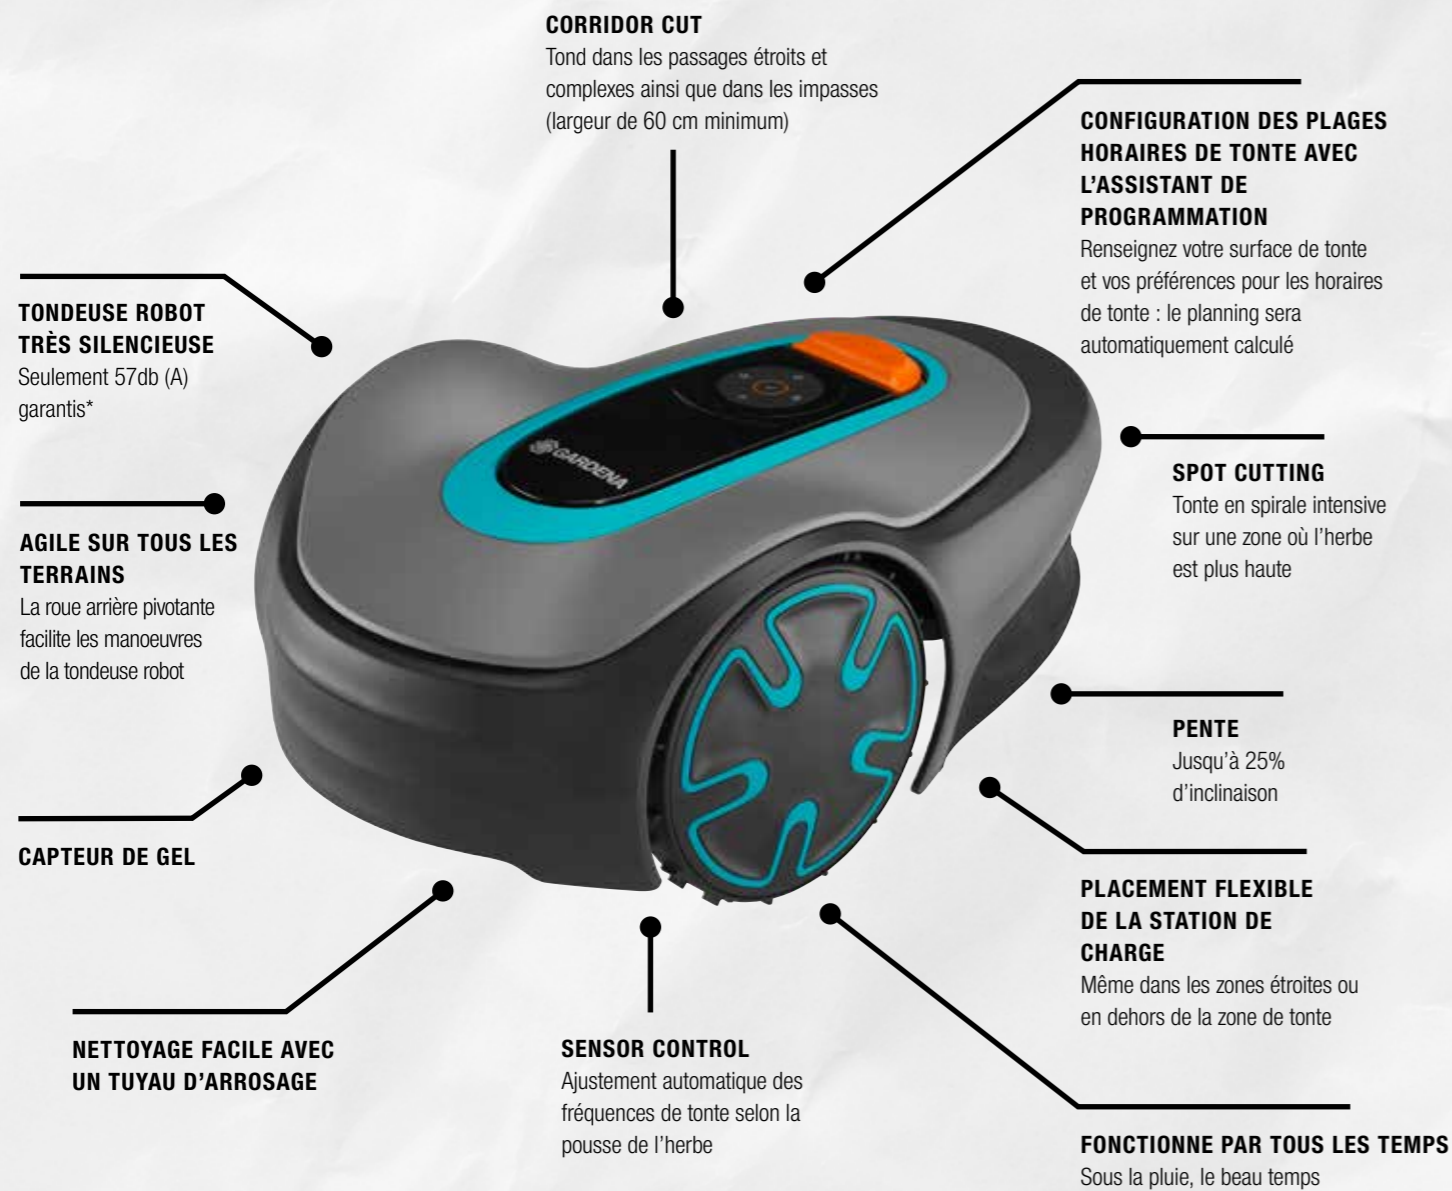 CORRIDOR CUT
Tond dans les passages étroits et
complexes ainsi que dans les impasses
(largeur de 60 cm minimum)
CONFIGURATION DES PLAGES
HORAIRES DE TONTE AVEC
L'ASSISTANT DE
PROGRAMMATION
Renseignez votre surface de tonte
et vos préférences pour les horaires
de tonte : le planning sera
automatiquement calculé
TONDEUSE ROBOT
TRÈS SILENCIEUSE
Seulement 57db (A)
garantis*
GARDENA
SPOT CUTTING
Tonte en spirale intensive
sur une zone où l'herbe
est plus haute
AGILE SUR TOUS LES
TERRAINS
La roue arrière pivotante
facilite les manoeuvres
de la tondeuse robot
PENTE
Jusqu'à 25%
d'inclinaison
CAPTEUR DE GEL
PLACEMENT FLEXIBLE
DE LA STATION DE
CHARGE
Même dans les zones étroites ou
en dehors de la zone de tonte
NETTOYAGE FACILE AVEC
UN TUYAU D'ARROSAGE
SENSOR CONTROL
Ajustement automatique des
fréquences de tonte selon la
pousse de l'herbe
FONCTIONNE PAR TOUS LES TEMPS
Sous la pluie, le beau temps